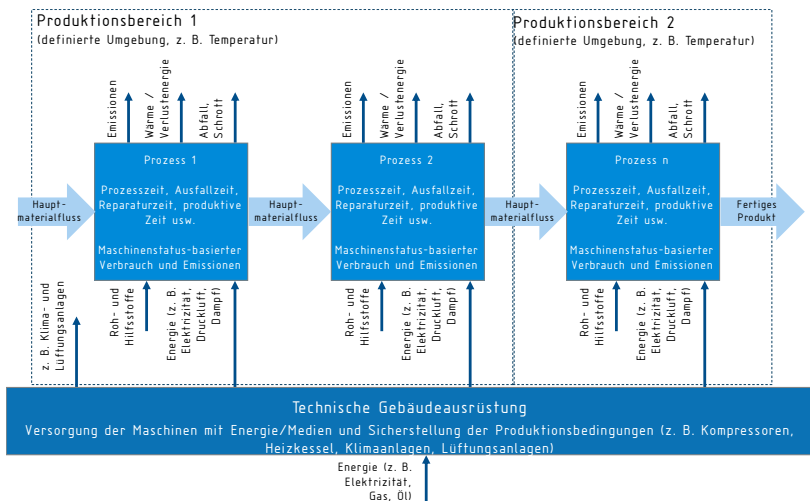 Produktionsbereich 1
(definierte Umgebung, z. B. Temperatur)
Produktionsbereich 2
(definierte Umgebung, z. B. Temperatur)
Emissionen
Wärme /
Verlustenergie
Abfall,
Schrott
Emissionen
Wärme /
Verlustenergie
Abfall,
Schrott
Emissionen
Wärme /
Verlustenergie
Abfall,
Schrott
Haupt-
materialfluss
Prozess 1
Prozesszeit, Ausfallzeit,
Reparaturzeit, produktive
Zeit usw.
Maschinenstatus-basierter
Verbrauch und Emissionen
Haupt-
materialfluss
Prozess 2
Prozesszeit, Ausfallzeit,
Reparaturzeit, produktive
Zeit usw.
Maschinenstatus-basierter
Verbrauch und Emissionen
Haupt-
materialfluss
Prozess n
Prozesszeit, Ausfallzeit,
Reparaturzeit, produktive
Zeit usw.
Maschinenstatus-basierter
Verbrauch und Emissionen
Fertiges
Produkt
z. B. Klima- und
Lüftungsanlagen
Roh- und
Hilfsstoffe
Energie (z. B.
Elektrizität,
Druckluft,
Dampf)
Roh- und
Hilfsstoffe
Energie (z. B.
Elektrizität,
Druckluft,
Dampf)
Roh- und
Hilfsstoffe
Energie (z. B.
Elektrizität,
Druckluft,
Dampf)
Technische Gebäudeausrüstung
Versorgung der Maschinen mit Energie/Medien und Sicherstellung der Produktionsbedingungen (z. B. Kompressoren,
Heizkessel, Klimaanlagen, Lüftungsanlagen)
Energie (z. B.
Elektrizität,
Gas, Öl)